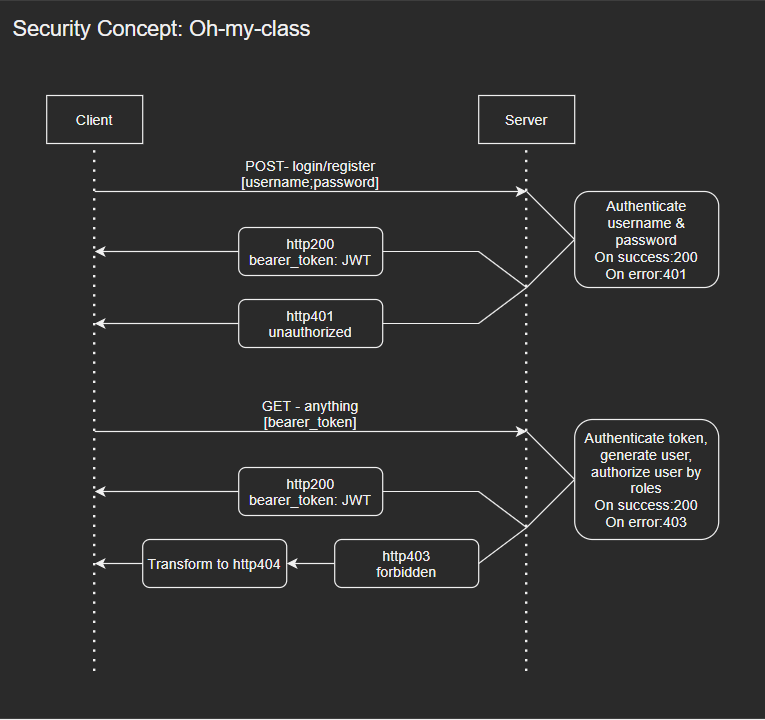 Security Concept: Oh-my-class
Client
Server
POST- login/register
[username;password]
Authenticate
username &
password
On success:200
On error:401
http200
bearer_token: JWT
http401
unauthorized
GET - anything
[bearer_token]
Authenticate token,
generate user,
authorize user by
roles
On success:200
On error:403
http200
bearer_token: JWT
Transform to http404
http403
forbidden